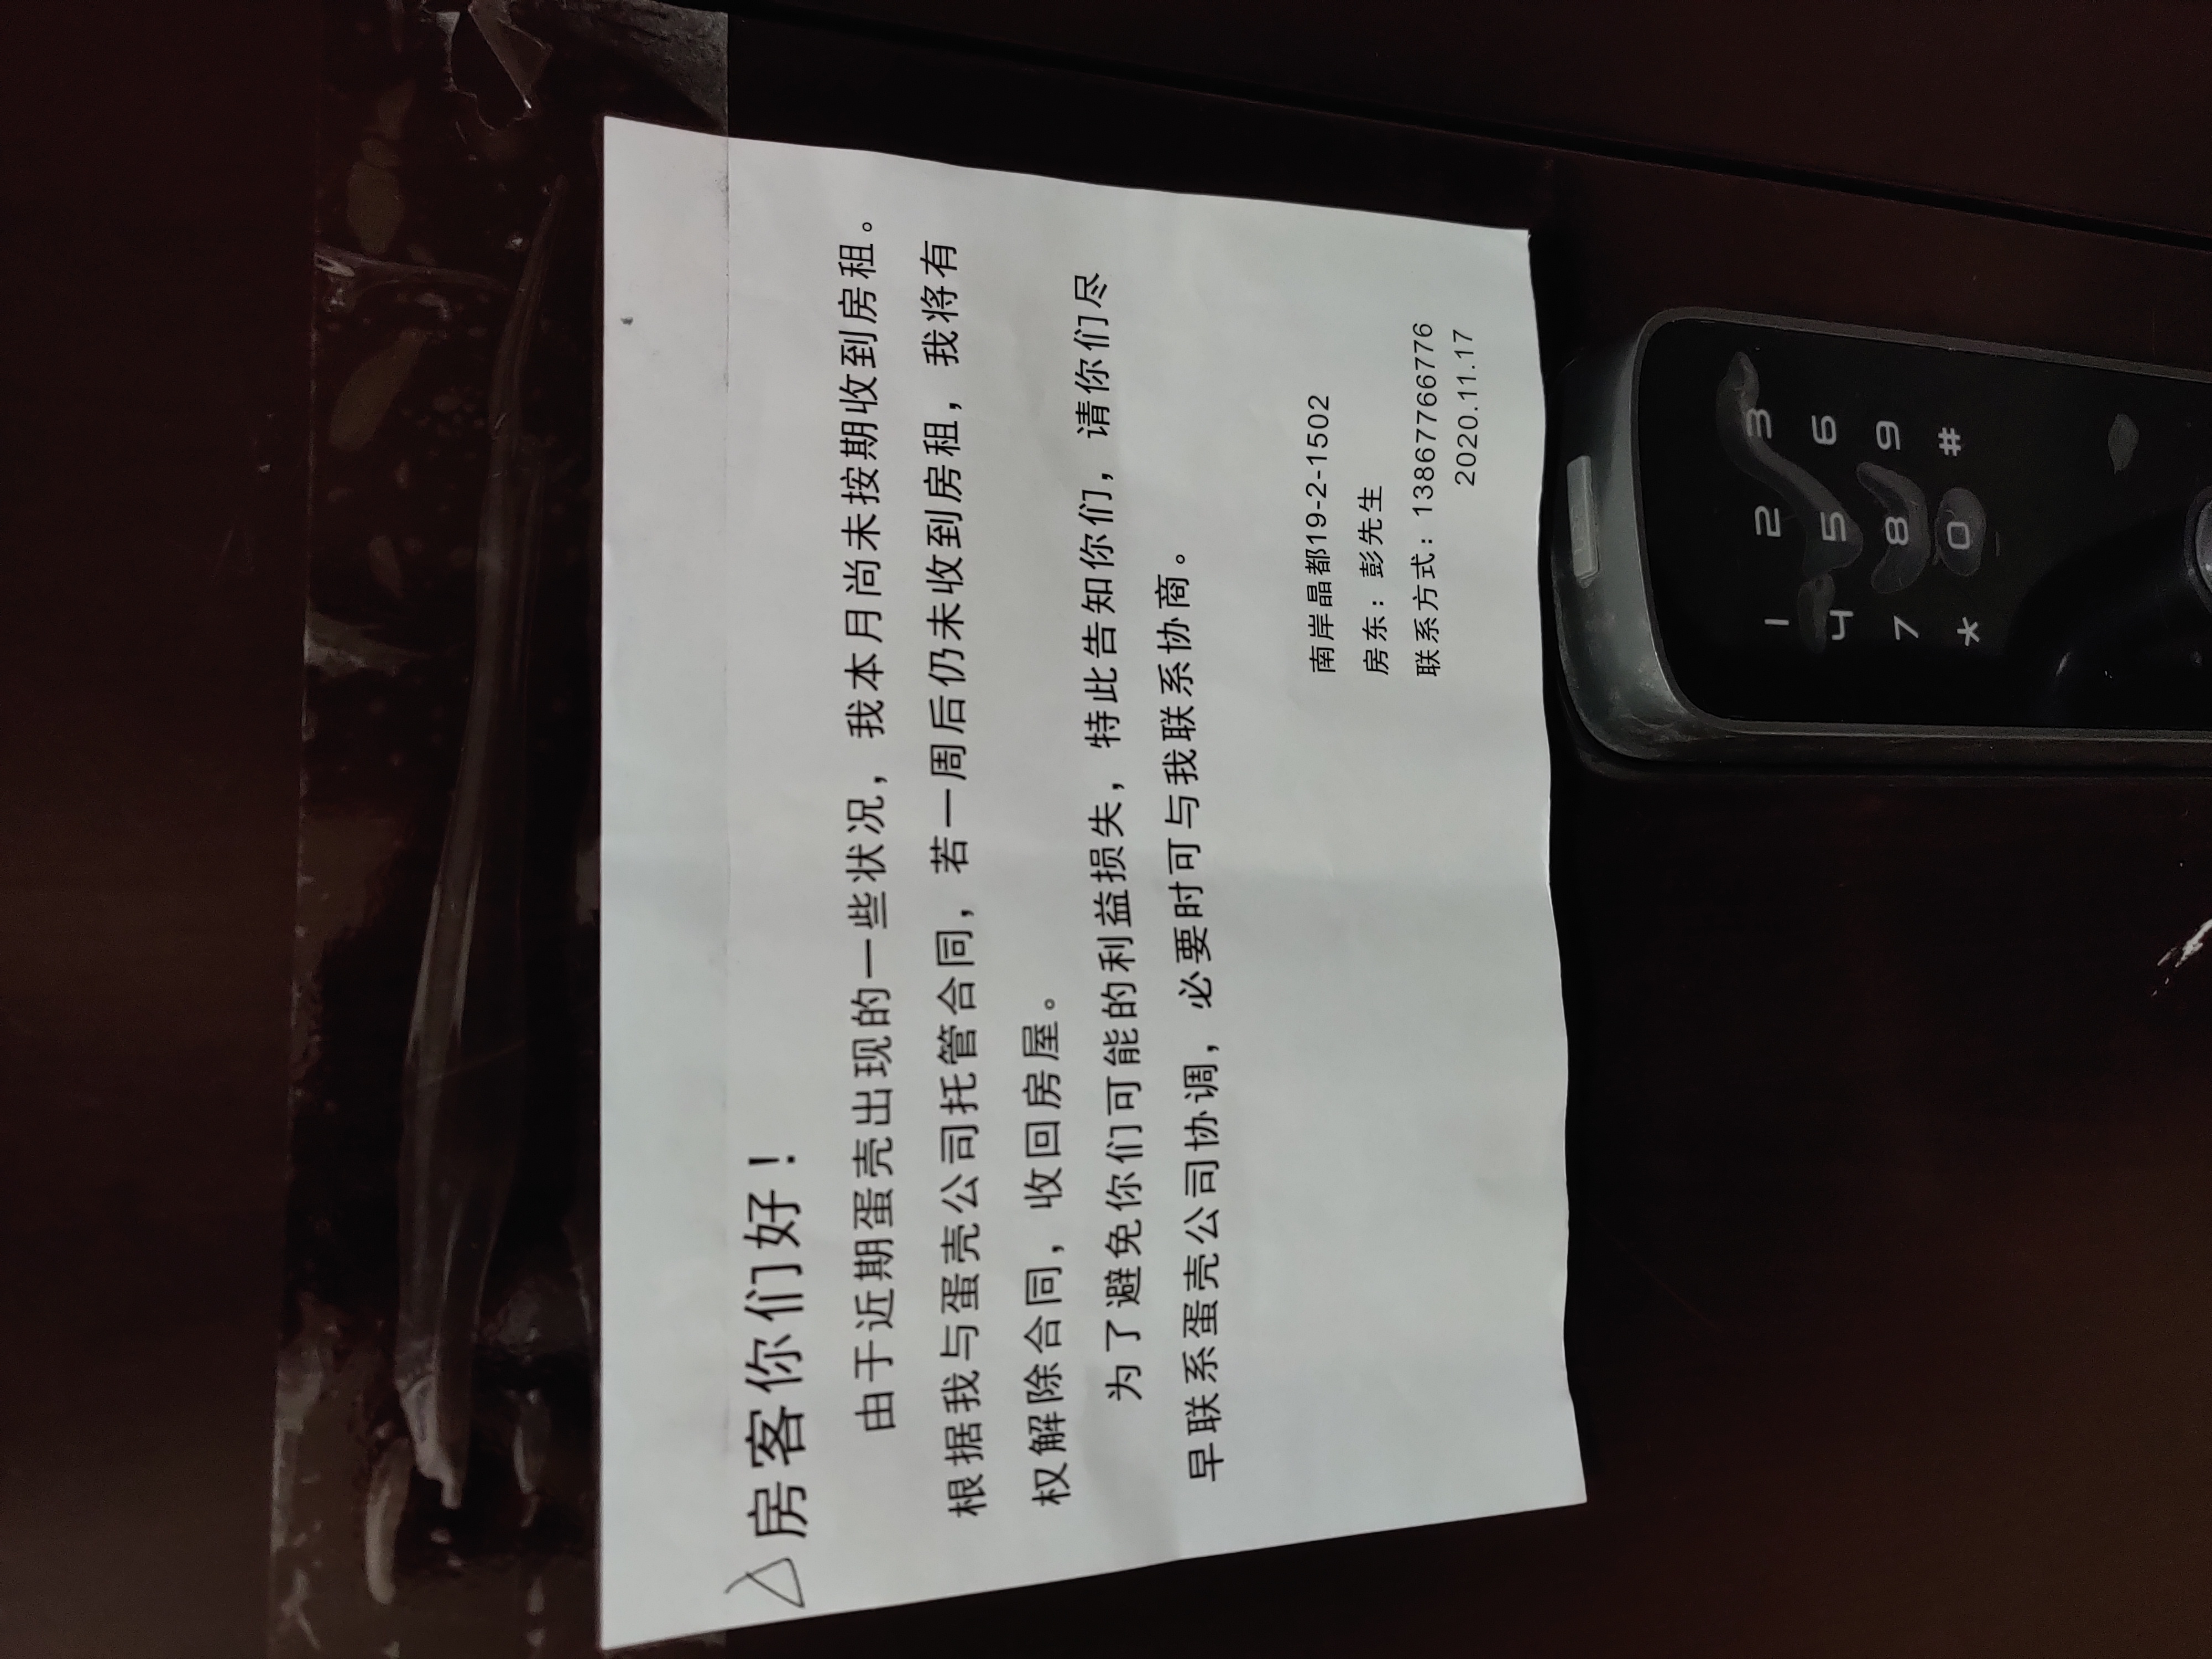 房客你们好！
由于近期蛋壳出现的一些状况，我本月尚未按期收到房租。
根据我与蛋壳公司托管合同，若一周后仍未收到房租，我将有
权解除合同，收回房屋。
为了避免你们可能的利益损失，特此告知你们，请你们尽
早联系蛋壳公司协调，必要时可与我联系协商。
南岸晶都19-2-1502
房东：彭先生
联系方式：13867766776
2020.11.17
1 2 3
4 5 6
7 8 9
* 0 #